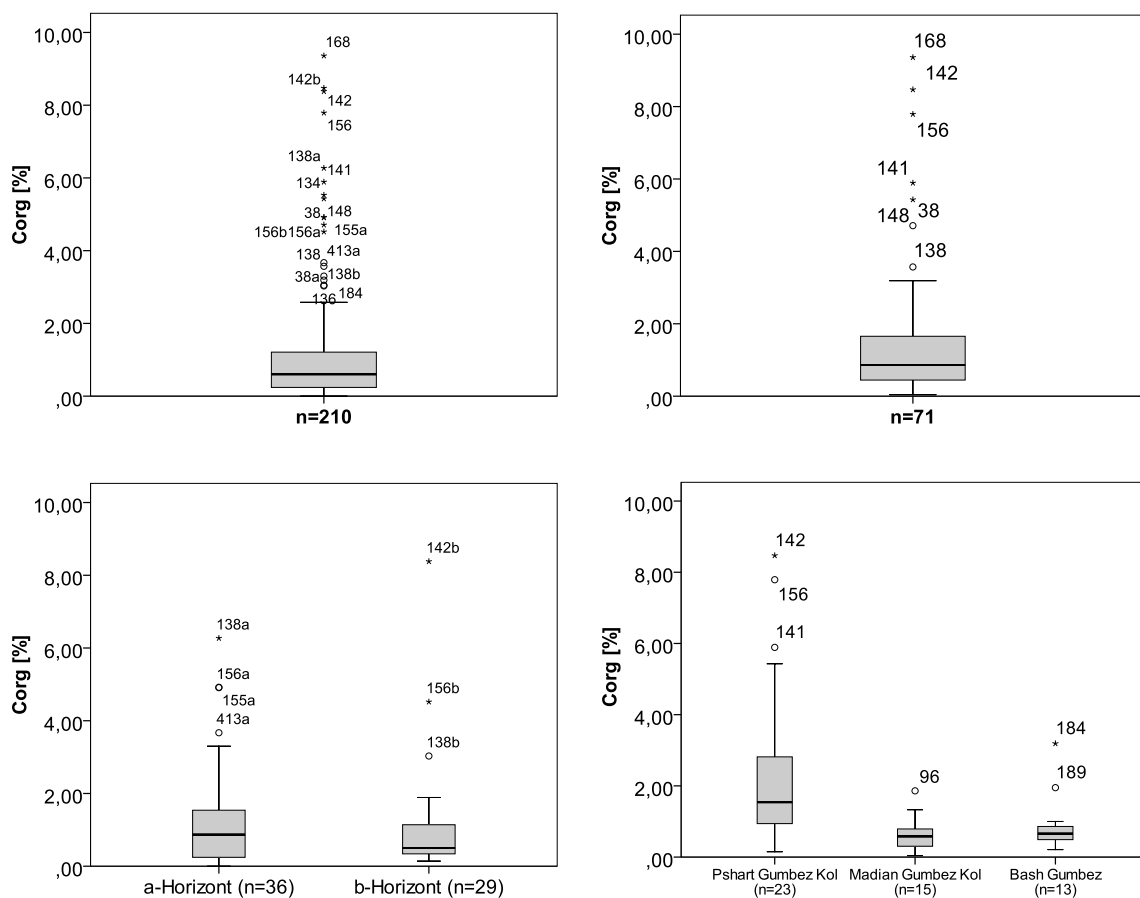 10,00
8,00
6,00
4,00
2,00
,00
Corg [%]
168
142b
142
156
138a
141
134
38
148
156b
156a
155a
138
413a
38a
138b
136
184
n=210
10,00
8,00
6,00
4,00
2,00
,00
Corg [%]
168
142
156
141
148
38
138
n=71
10,00
8,00
6,00
4,00
2,00
,00
Corg [%]
138a
156a
155a
413a
142b
156b
138b
a-Horizont (n=36)
b-Horizont (n=29)
10,00
8,00
6,00
4,00
2,00
,00
Corg [%]
142
156
141
96
184
189
Pshart Gumbez Kol
(n=23)
Madian Gumbez Kol
(n=15)
Bash Gumbez
(n=13)